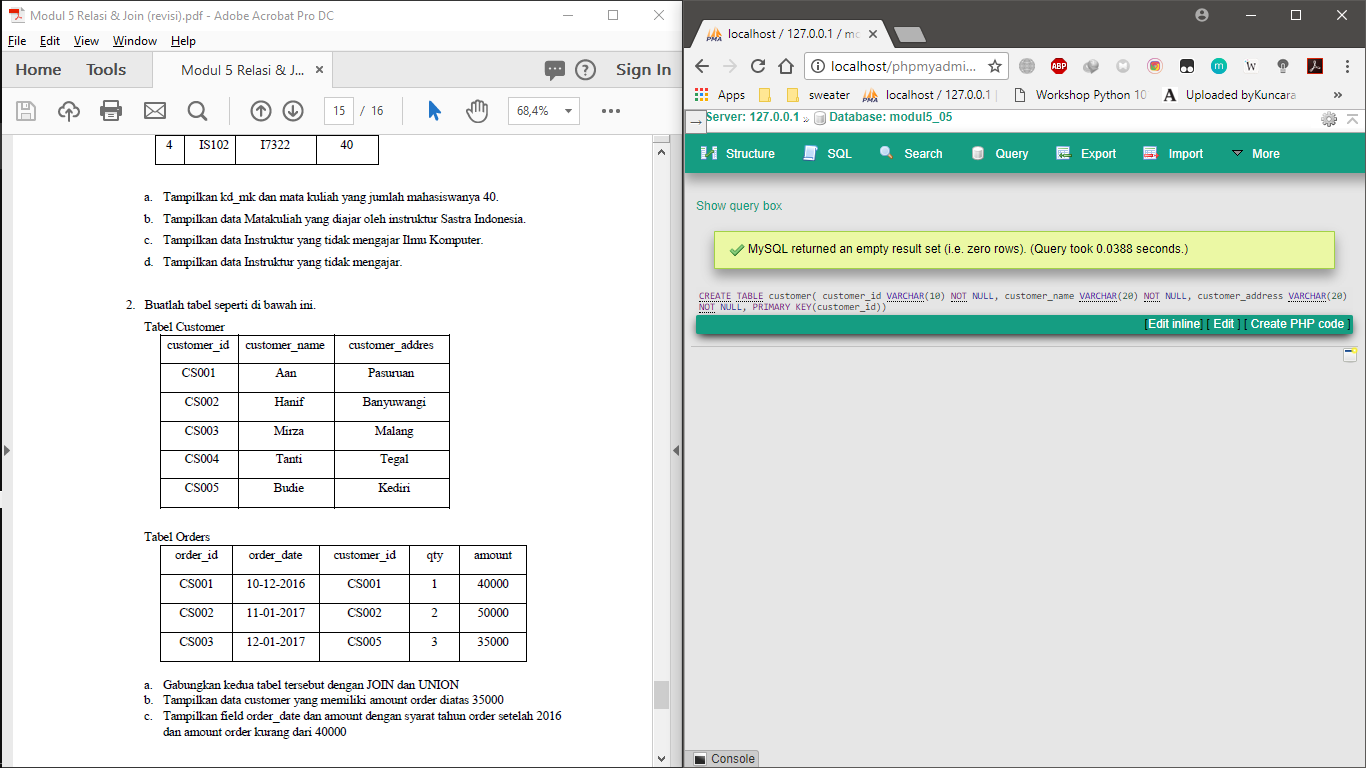 Modul 5 Relasi & Join (revisi).pdf - Adobe Acrobat Pro DC
File Edit View Window Help
Home Tools Modul 5 Relasi & J... × Sign In
15 / 16 68,4%
4 IS102 I7322 40
a. Tampilkan kd_mk dan mata kuliah yang jumlah mahasiswanya 40.
b. Tampilkan data Matakuliah yang diajar oleh instruktur Sastra Indonesia.
c. Tampilkan data Instruktur yang tidak mengajar Ilmu Komputer.
d. Tampilkan data Instruktur yang tidak mengajar.
2. Buatlah tabel seperti di bawah ini.
Tabel Customer
customer_id customer_name customer_addres
CS001 Aan Pasuruan
CS002 Hanif Banyuwangi
CS003 Mirza Malang
CS004 Tanti Tegal
CS005 Budie Kediri
Tabel Orders
order_id order_date customer_id qty amount
CS001 10-12-2016 CS001 1 40000
CS002 11-01-2017 CS002 2 50000
CS003 12-01-2017 CS005 3 35000
a. Gabungkan kedua tabel tersebut dengan JOIN dan UNION
b. Tampilkan data customer yang memiliki amount order diatas 35000
c. Tampilkan field order_date dan amount dengan syarat tahun order setelah 2016
dan amount order kurang dari 40000
localhost / 127.0.0.1 / mo
localhost/phpmyadmi...
Apps sweater localhost / 127.0.0.1 | Workshop Python 10 Uploaded byKuncara »
Server: 127.0.0.1 » Database: modul5_05
Structure SQL Search Query Export Import More
Show query box
MySQL returned an empty result set (i.e. zero rows). (Query took 0.0388 seconds.)
CREATE TABLE customer( customer_id VARCHAR(10) NOT NULL, customer_name VARCHAR(20) NOT NULL, customer_address VARCHAR(20)
NOT NULL, PRIMARY KEY(customer_id))
[Edit inline] [ Edit ] [ Create PHP code ]
Console